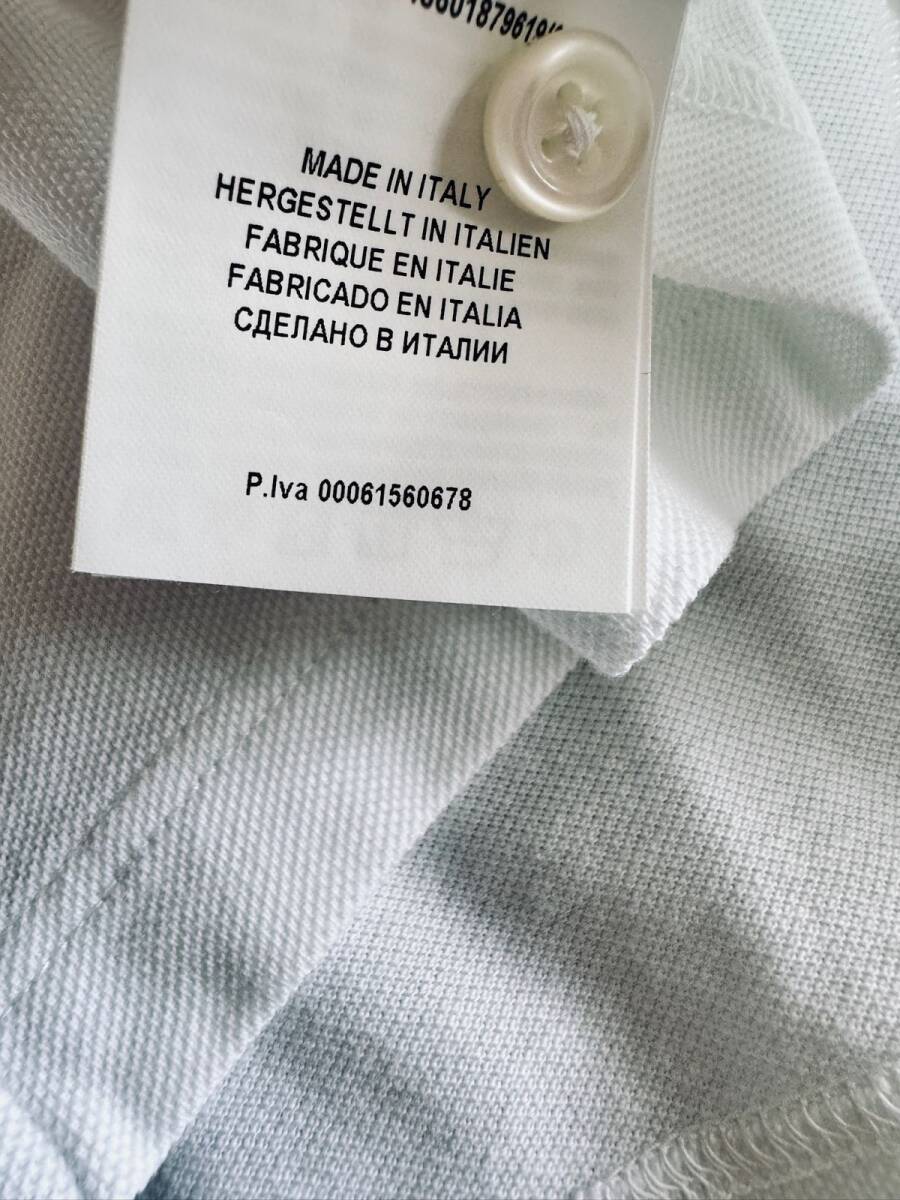 MADE IN ITALY
HERGESTELLT IN ITALIEN
FABRIQUE EN ITALIE
FABRICADO EN ITALIA
СДЕЛАНО В ИТАЛИИ
P.Iva 00061560678